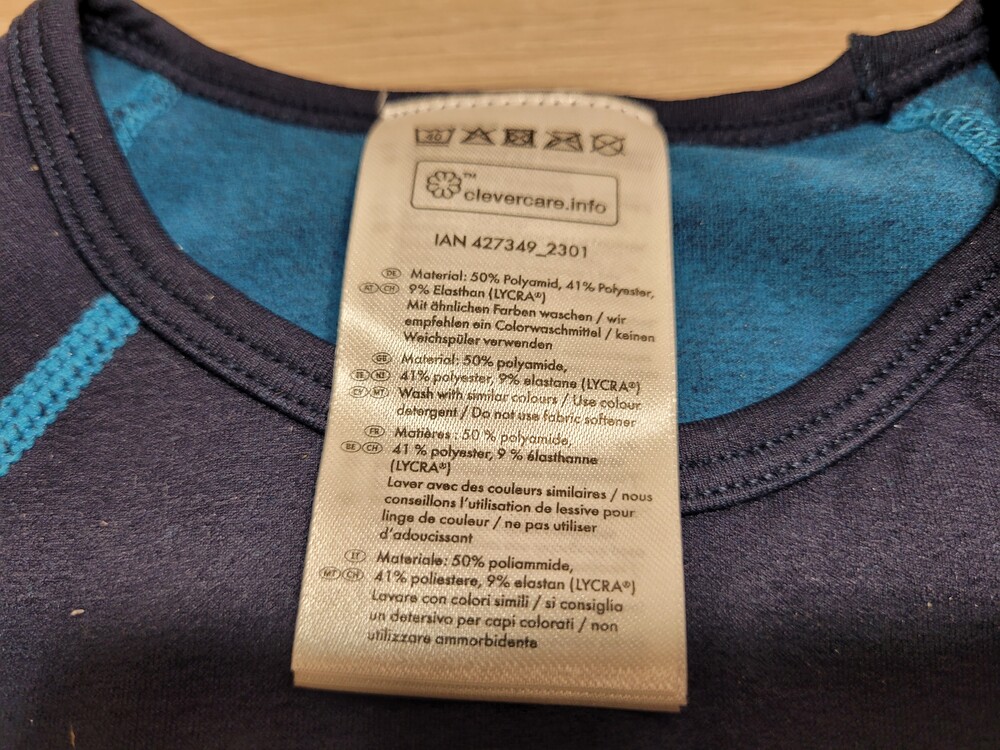 40
™
clevercare.info
IAN 427349_2301
DE Material: 50% Polyamid, 41% Polyester,
AT CH 9% Elasthan (LYCRA®)
Mit ähnlichen Farben waschen / wir
empfehlen ein Colorwaschmittel / keinen
Weichspüler verwenden
GB Material: 50% polyamide,
IE NI 41% polyester, 9% elastane (LYCRA®)
CY MT Wash with similar colours / Use colour
detergent / Do not use fabric softener
FR Matières : 50 % polyamide,
BE CH 41 % polyester, 9 % élasthanne
(LYCRA®)
Laver avec des couleurs similaires / nous
conseillons l'utilisation de lessive pour
linge de couleur / ne pas utiliser
d'adoucissant
IT Materiale: 50% poliammide,
MT CH 41% poliestere, 9% elastan (LYCRA®)
Lavare con colori simili / si consiglia
un detersivo per capi colorati / non
utilizzare ammorbidente